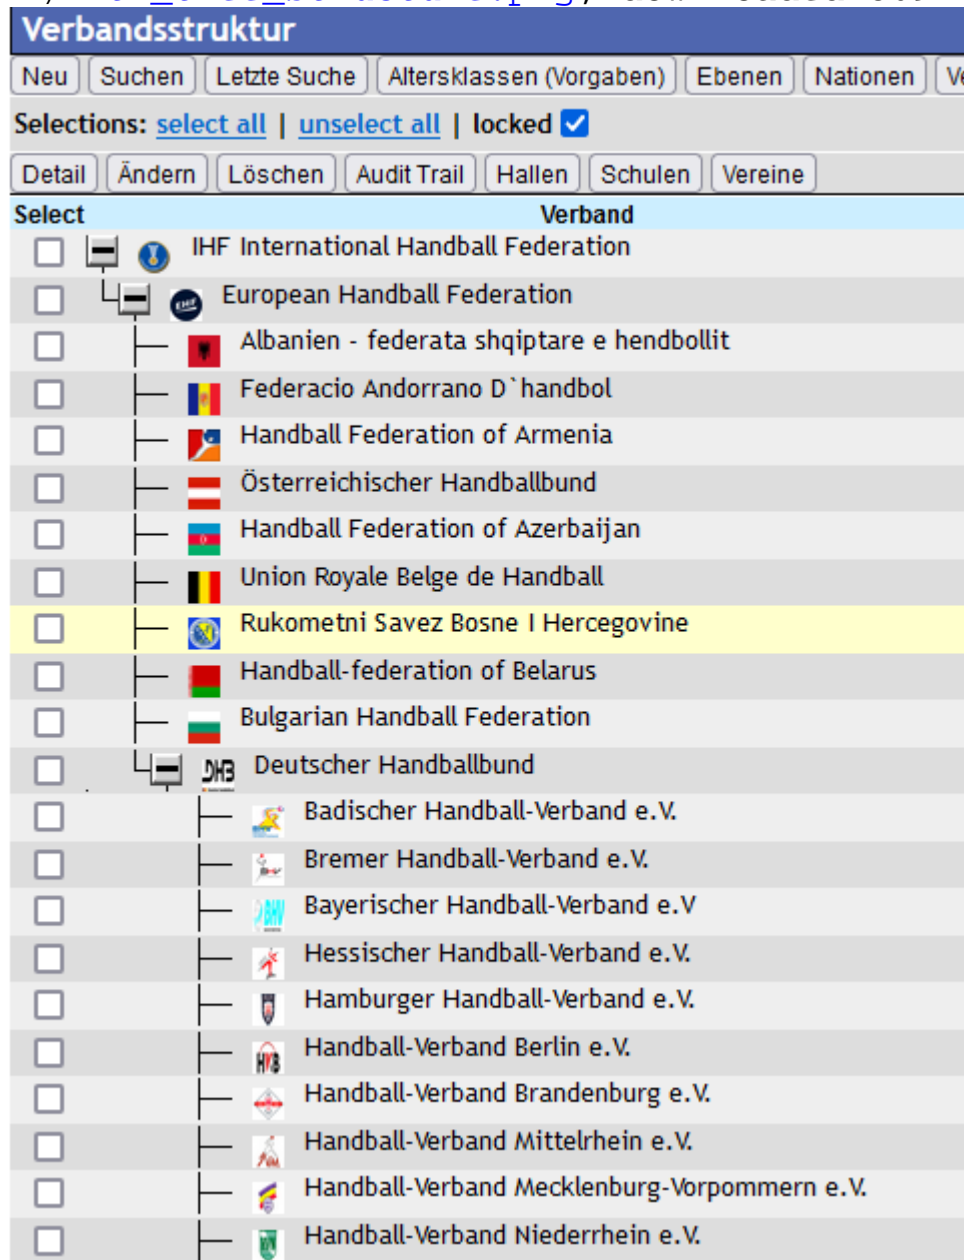 Verbandsstruktur
Neu Suchen Letzte Suche Altersklassen (Vorgaben) Ebenen Nationen
Selections: select all | unselect all | locked
Detail Ändern Löschen Audit Trail Hallen Schulen Vereine
Select Verband
IHF International Handball Federation
EHF European Handball Federation
Albanien - federata shqiptare e hendbollit
Federacio Andorrano D`handbol
Handball Federation of Armenia
Österreichischer Handballbund
Handball Federation of Azerbaijan
Union Royale Belge de Handball
Rukometni Savez Bosne I Hercegovine
Handball-federation of Belarus
Bulgarian Handball Federation
DHB Deutscher Handballbund
Badischer Handball-Verband e.V.
Bremer Handball-Verband e.V.
BHV Bayerischer Handball-Verband e.V
Hessischer Handball-Verband e.V.
Hamburger Handball-Verband e.V.
HVB Handball-Verband Berlin e.V.
Handball-Verband Brandenburg e.V.
Handball-Verband Mittelrhein e.V.
Handball-Verband Mecklenburg-Vorpommern e.V.
Handball-Verband Niederrhein e.V.